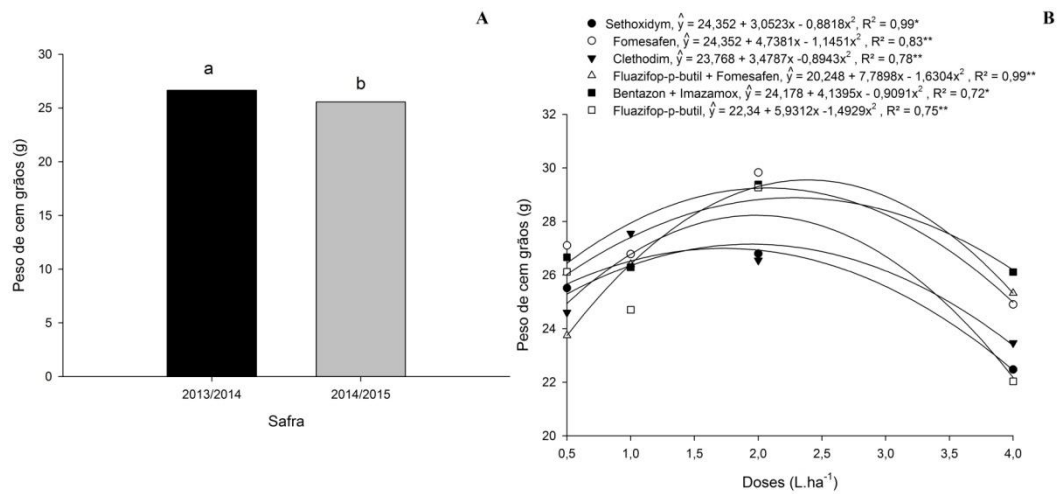 A
Peso de cem grãos (g)
30
25
20
15
10
5
0
a
b
2013/2014
2014/2015
Safra
B
Sethoxidym, ŷ = 24,352 + 3,0523x - 0,8818x², R² = 0,99*
Fomesafen, ŷ = 24,352 + 4,7381x - 1,1451x² , R² = 0,83**
Clethodim, ŷ = 23,768 + 3,4787x -0,8943x² , R² = 0,78**
Fluazifop-p-butil + Fomesafen, ŷ = 20,248 + 7,7898x - 1,6304x² , R² = 0,99**
Bentazon + Imazamox, ŷ = 24,178 + 4,1395x - 0,9091x² , R² = 0,72*
Fluazifop-p-butil, ŷ = 22,34 + 5,9312x -1,4929x² , R² = 0,75**
Peso de cem grãos (g)
32
30
28
26
24
22
20
0,5
1,0
1,5
2,0
2,5
3,0
3,5
4,0
Doses (L.ha⁻¹)